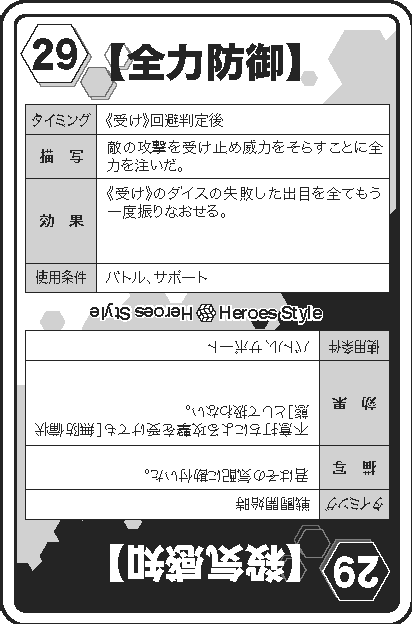 29
【全力防御】
タイミング 《受け》回避判定後
描 写 敵の攻撃を受け止め威力をそらすことに全
力を注いだ。
効 果 《受け》のダイスの失敗した出目を全てもう
一度振りなおせる。
使用条件 バトル、サポート
Heroes Style
Heroes Style
29
【殺気感知】
タイミング 戦闘開始時
描 写 君はその気配に勘付いた。
効 果 不意打ちによる攻撃を受けても[無防備状
態]として扱わない。
使用条件 バトル、サポート